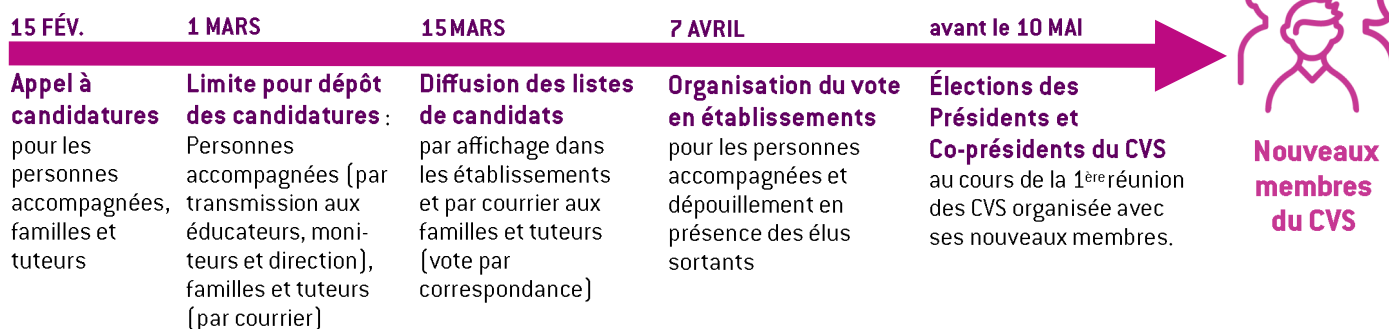 15 FÉV.
Appel à
candidatures
pour les
personnes
accompagnées,
familles et
tuteurs
1 MARS
Limite pour dépôt
des candidatures :
Personnes
accompagnées (par
transmission aux
éducateurs, moni-
teurs et direction),
familles et tuteurs
(par courrier)
15 MARS
Diffusion des listes
de candidats
par affichage dans
les établissements
et par courrier aux
familles et tuteurs
(vote par
correspondance)
7 AVRIL
Organisation du vote
en établissements
pour les personnes
accompagnées et
dépouillement en
présence des élus
sortants
avant le 10 MAI
Élections des
Présidents et
Co-présidents du CVS
au cours de la 1ère réunion
des CVS organisée avec
ses nouveaux membres.
Nouveaux
membres
du CVS